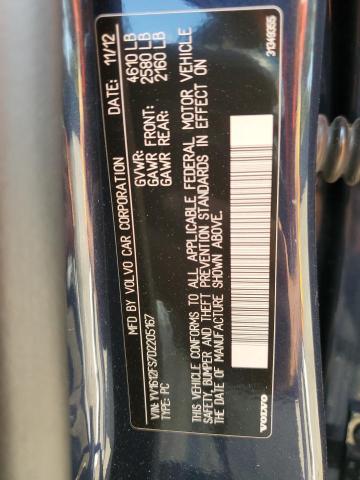 MFD BY VOLVO CAR CORPORATION DATE: 11/12
GVWR: 4610 LB
GAWR FRONT: 2580 LB
GAWR REAR: 2160 LB
VIN: YV1612FS7D2205167
TYPE: PC
THIS VEHICLE CONFORMS TO ALL APPLICABLE FEDERAL MOTOR VEHICLE
SAFETY, BUMPER AND THEFT PREVENTION STANDARDS IN EFFECT ON
THE DATE OF MANUFACTURE SHOWN ABOVE.
VOLVO
31349355